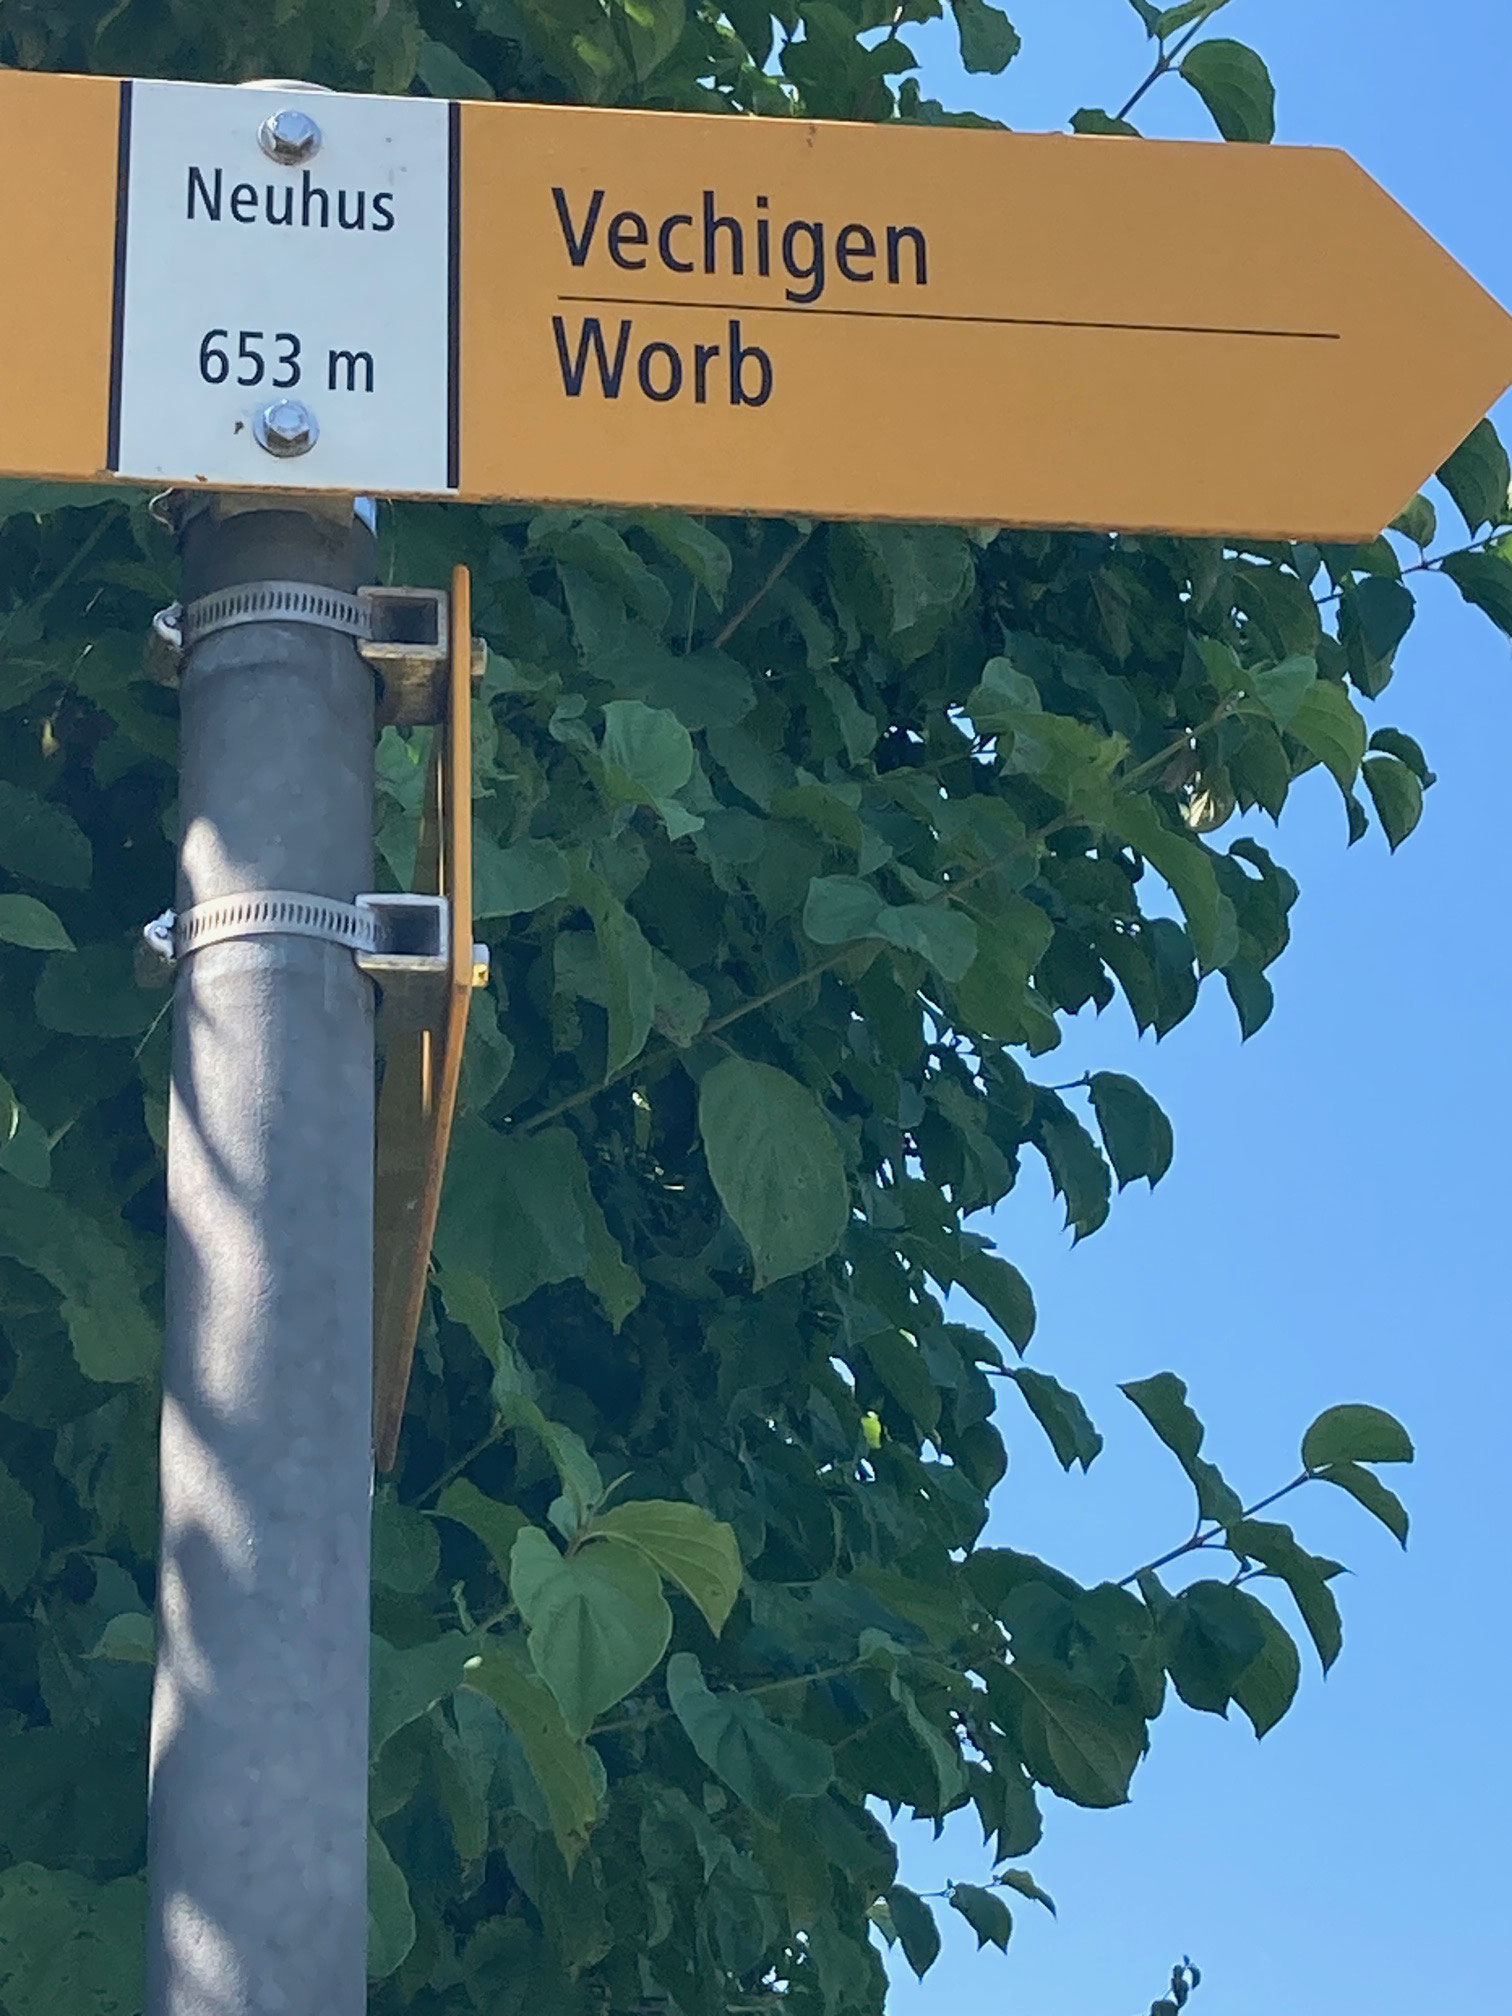 Neuhus
653 m
Vechigen
Worb